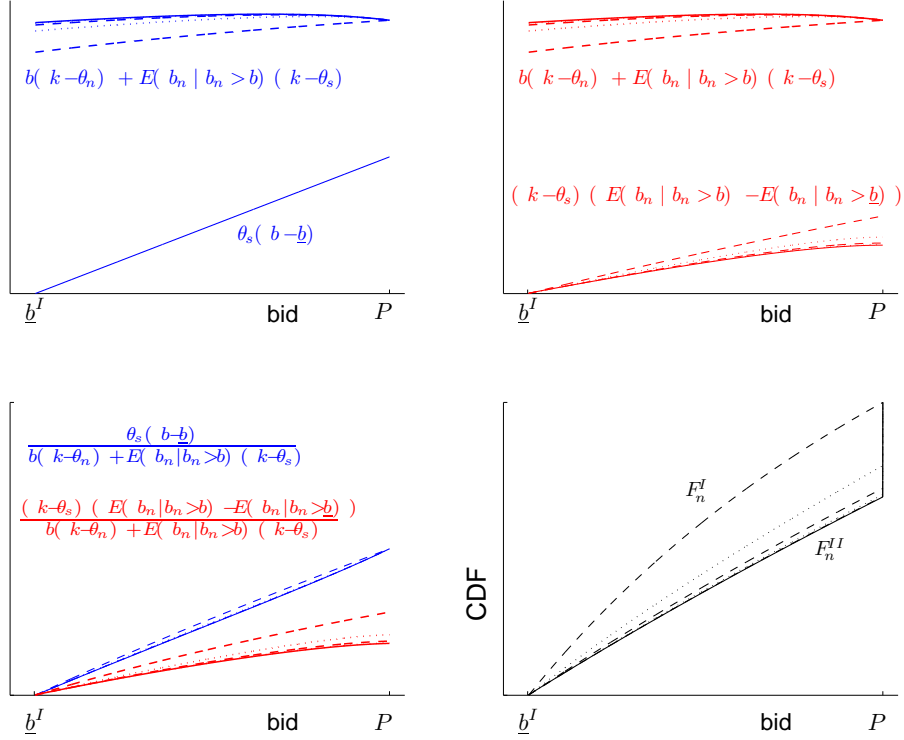 b( k−θₙ) + E( bₙ | bₙ > b) ( k−θₛ)
θₛ( b−b̲)
b̲ᴵ bid P
b( k−θₙ) + E( bₙ | bₙ > b) ( k−θₛ)
( k−θₛ) ( E( bₙ | bₙ > b) −E( bₙ | bₙ > b̲) )
b̲ᴵ bid P
θₛ( b−b̲)
b( k−θₙ) +E( bₙ|bₙ>b) ( k−θₛ)
( k−θₛ) ( E( bₙ|bₙ>b) −E( bₙ|bₙ>b̲) )
b( k−θₙ) +E( bₙ|bₙ>b) ( k−θₛ)
b̲ᴵ bid P
CDF
Fₙᴵ
Fₙᴵᴵ
b̲ᴵ bid P